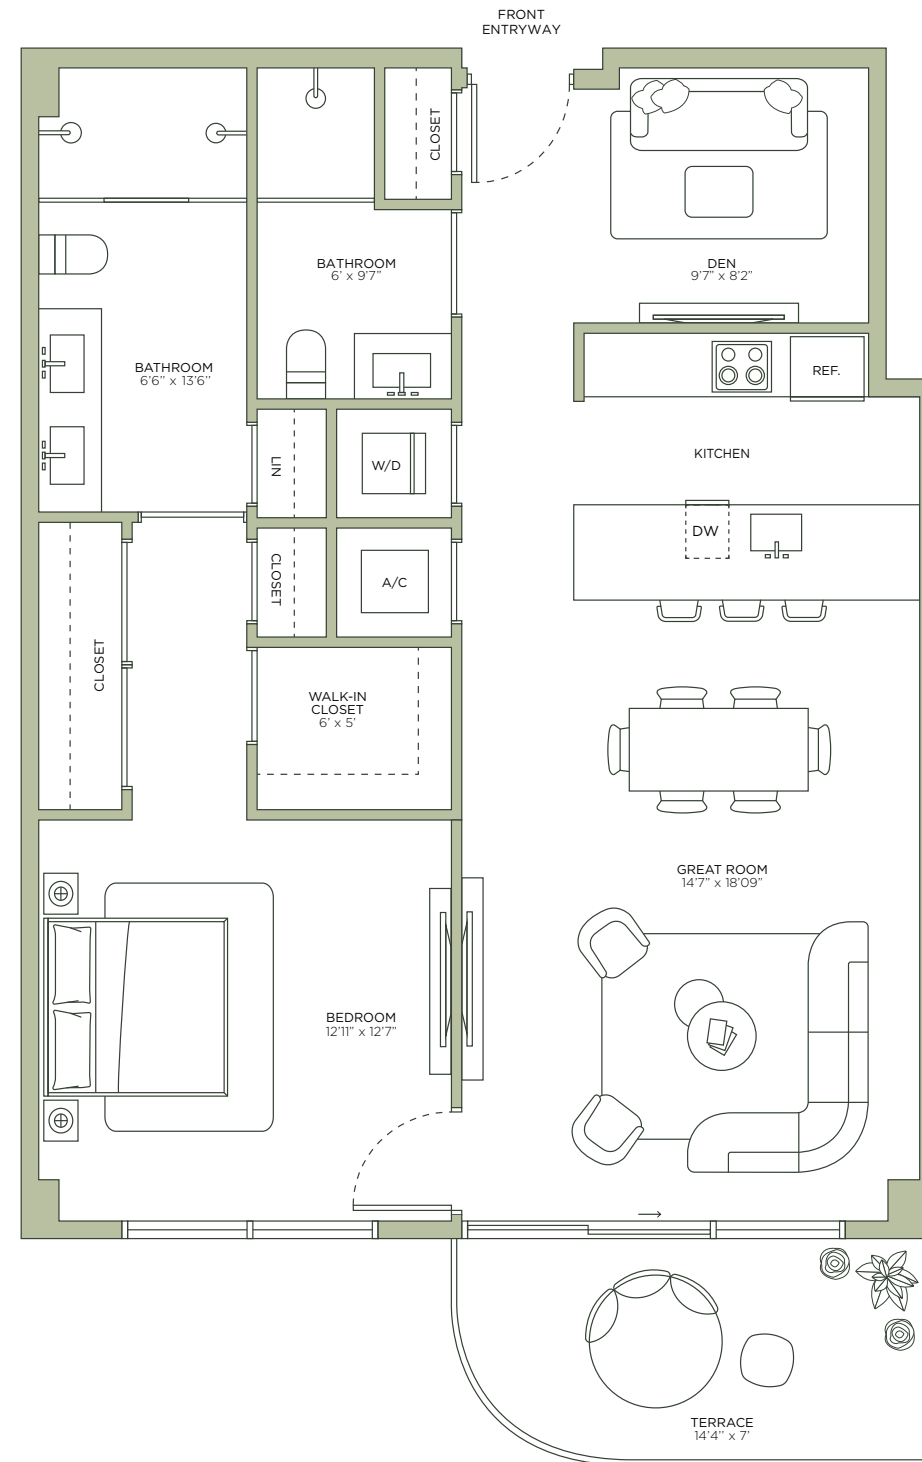 FRONT
ENTRYWAY
CLOSET
DEN
9'7" x 8'2"
BATHROOM
6' x 9'7"
BATHROOM
6'6" x 13'6"
REF.
KITCHEN
LIN
W/D
DW
CLOSET
A/C
CLOSET
WALK-IN
CLOSET
6' x 5'
GREAT ROOM
14'7" x 18'09"
BEDROOM
12'11" x 12'7"
TERRACE
14'4" x 7'